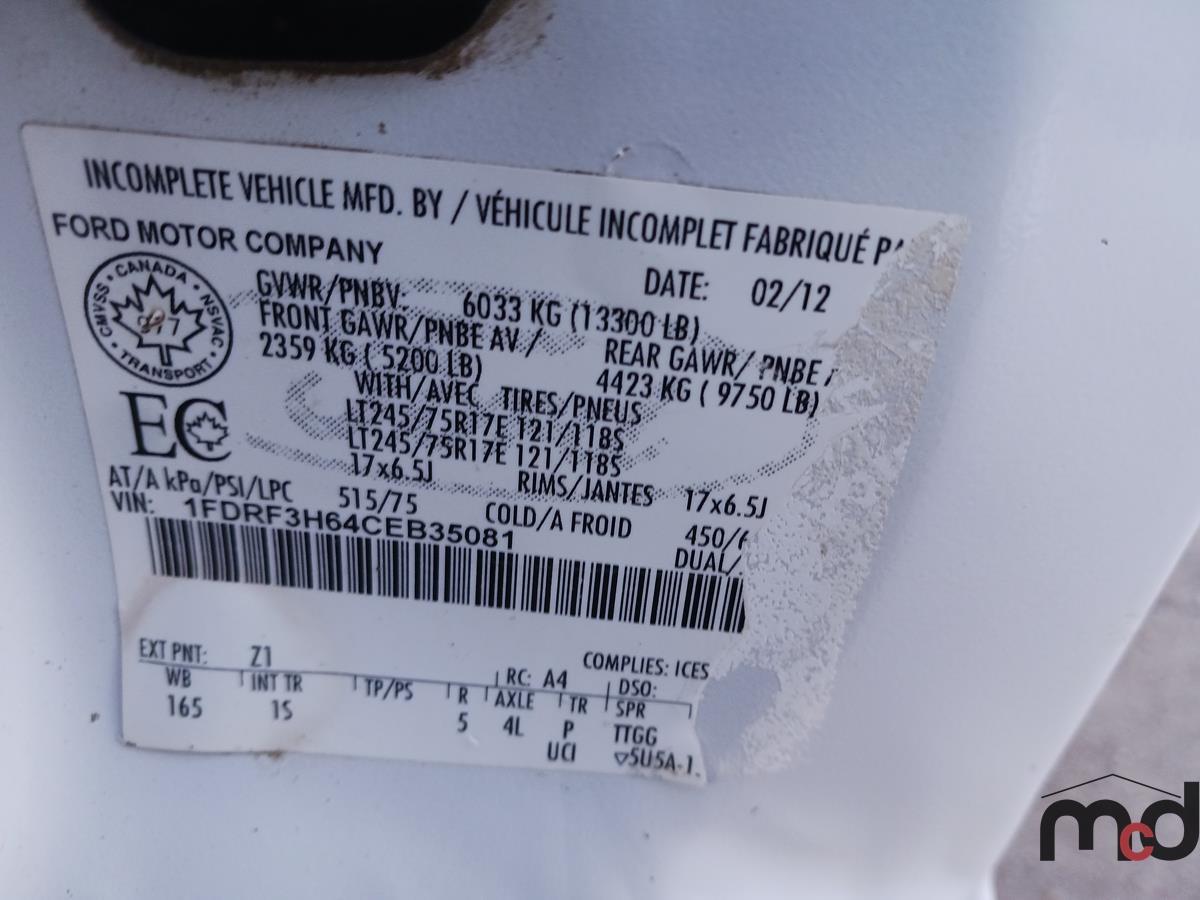 INCOMPLETE VEHICLE MFD. BY / VÉHICULE INCOMPLET FABRIQUÉ
FORD MOTOR COMPANY
DATE: 02/12
GVWR/PNBV: 6033 KG (13300 LB)
FRONT GAWR/PNBE AV / REAR GAWR/ PNBE
2359 KG ( 5200 LB) 4423 KG ( 9750 LB)
WITH/AVEC TIRES/PNEUS
LT245/75R17E 121/118S
LT245/75R17E 121/118S
17x6.5J RIMS/JANTES 17x6.5J
AT/A kPa/PSI/LPC 515/75 COLD/A FROID 450/
VIN: 1FDRF3H64CEB35081 DUAL/
CANADA
CMVSS • NSVAC
TRANSPORT
EC
EXT PNT: Z1 RC: A4 COMPLIES: ICES
DSO:
WB INT TR TP/PS R AXLE TR SPR
165 1S 5 4L P TTGG
UCI ▽5U5A-1
mcd